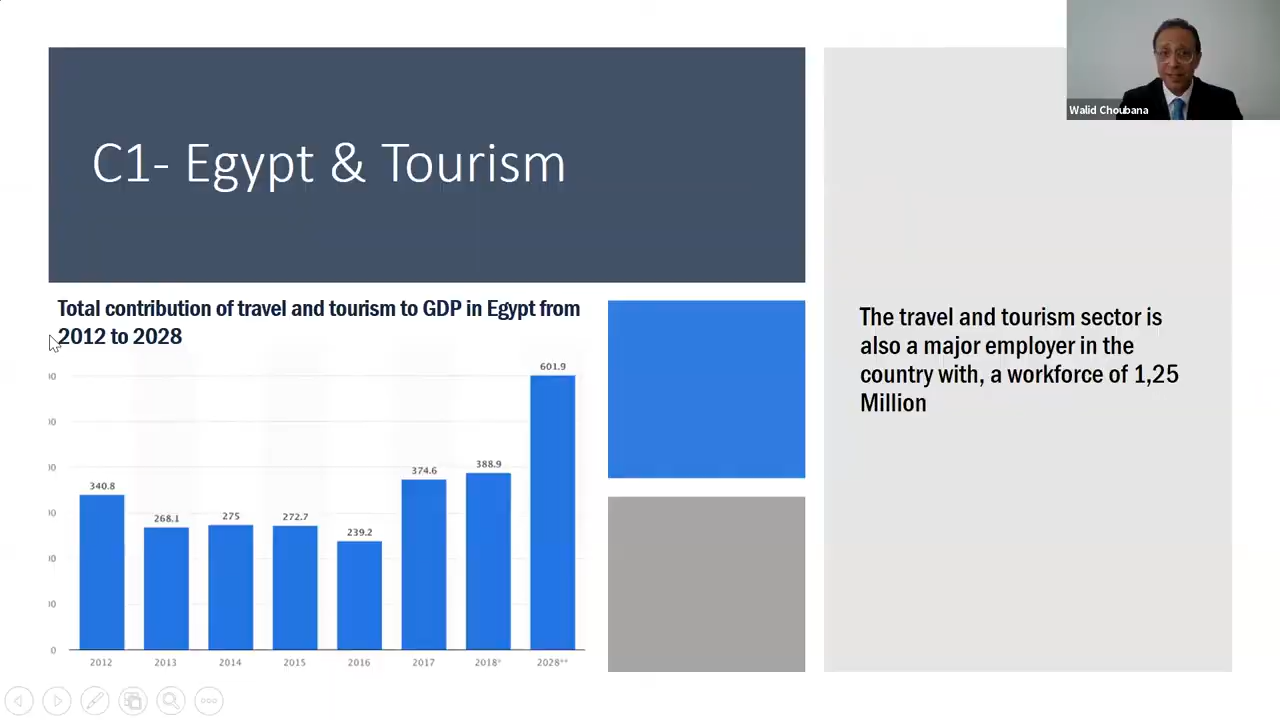 Walid Choubana
C1- Egypt & Tourism
Total contribution of travel and tourism to GDP in Egypt from
2012 to 2028
601.9
388.9
374.6
340.8
268.1
275
272.7
239.2
0
2012 2013 2014 2015 2016 2017 2018* 2028**
The travel and tourism sector is
also a major employer in the
country with, a workforce of 1,25
Million